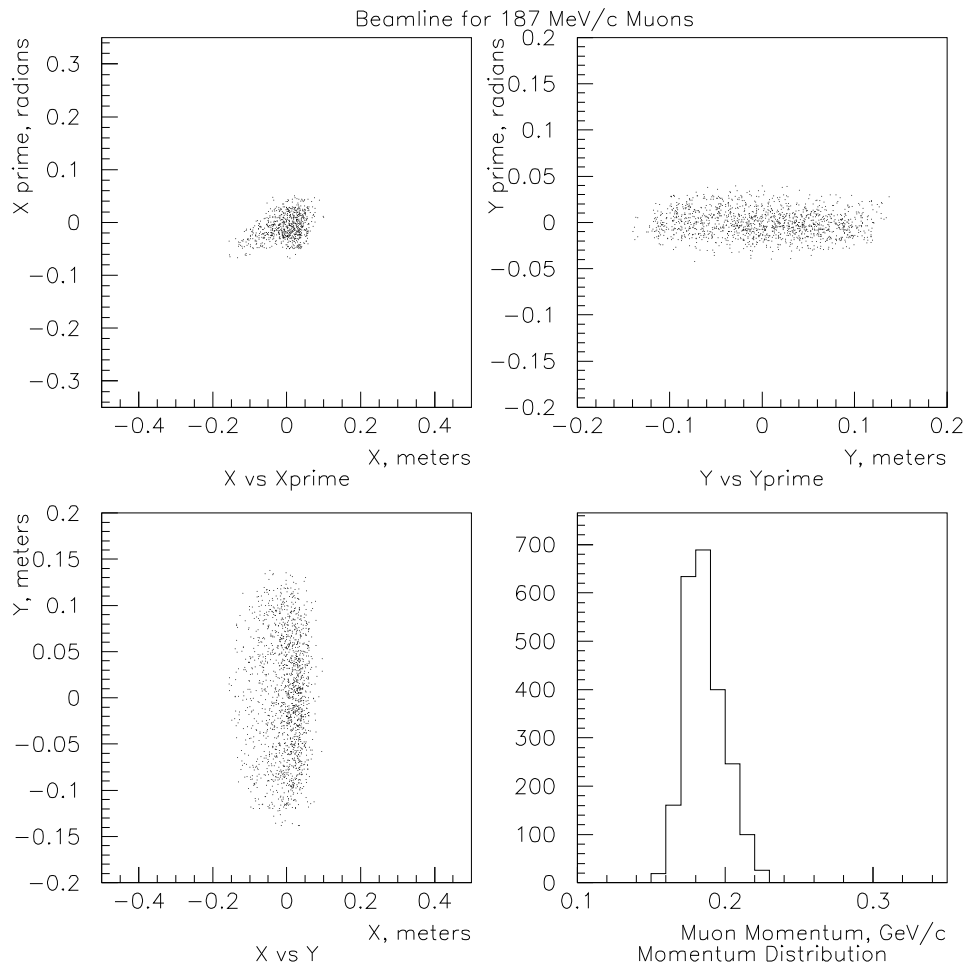 Beamline for 187 MeV/c Muons
X prime, radians
0.3
0.2
0.1
0
−0.1
−0.2
−0.3
−0.4 −0.2 0 0.2 0.4
X, meters
X vs Xprime
Y prime, radians
0.2
0.15
0.1
0.05
0
−0.05
−0.1
−0.15
−0.2
−0.2 −0.1 0 0.1 0.2
Y, meters
Y vs Yprime
Y, meters
0.2
0.15
0.1
0.05
0
−0.05
−0.1
−0.15
−0.2
−0.4 −0.2 0 0.2 0.4
X, meters
X vs Y
700
600
500
400
300
200
100
0
0.1 0.2 0.3
Muon Momentum, GeV/c
Momentum Distribution